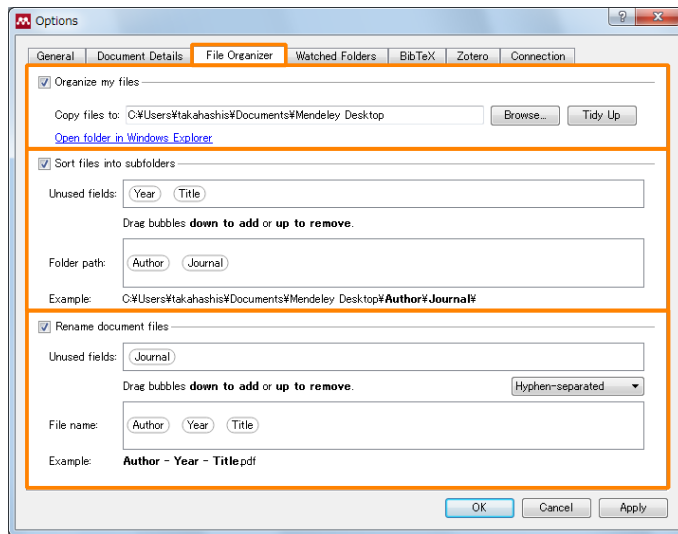 Options
General Document Details File Organizer Watched Folders BibTeX Zotero Connection
Organize my files
Copy files to: C:¥Users¥takahashis¥Documents¥Mendeley Desktop Browse... Tidy Up
Open folder in Windows Explorer
Sort files into subfolders
Unused fields: Year Title
Drag bubbles down to add or up to remove.
Folder path: Author Journal
Example: C:¥Users¥takahashis¥Documents¥Mendeley Desktop¥Author¥Journal¥
Rename document files
Unused fields: Journal
Drag bubbles down to add or up to remove. Hyphen-separated
File name: Author Year Title
Example: Author - Year - Title.pdf
OK Cancel Apply